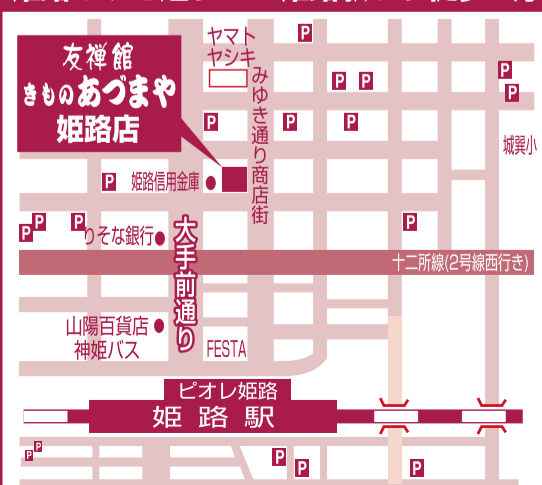 友禅館
きものあづまや
姫路店
ヤマト
ヤシキ
みゆき通り商店街
P
P
P
P
P
P
P
P
城巽小
P
姫路信用金庫
P
P
P
りそな銀行
P
大手前通り
十二所線(2号線西行き)
山陽百貨店
神姫バス
FESTA
ピオレ姫路
姫路駅
P
P
P
P
P